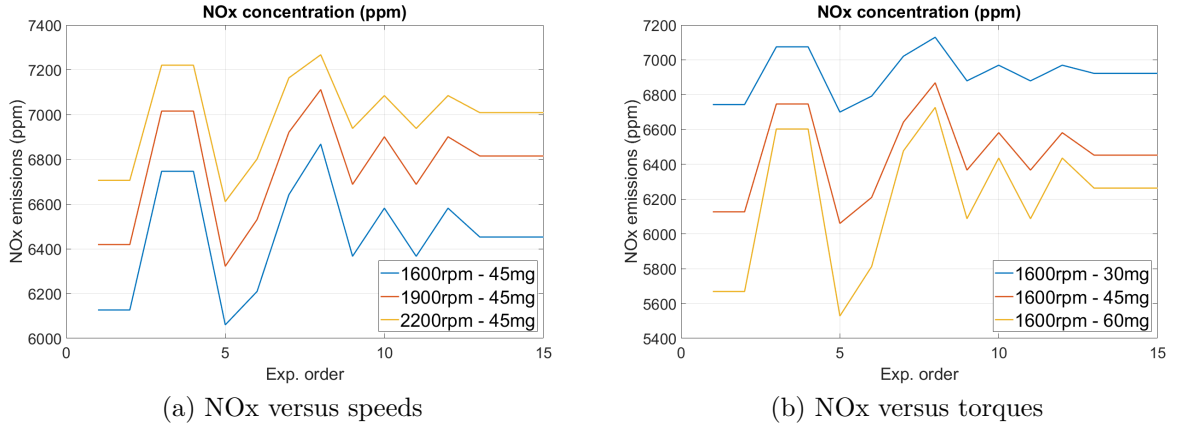 NOx concentration (ppm)
7400
7200
7000
6800
6600
6400
6200
6000
NOx emissions (ppm)
0
5
10
15
Exp. order
1600rpm - 45mg
1900rpm - 45mg
2200rpm - 45mg
(a) NOx versus speeds
NOx concentration (ppm)
7200
7000
6800
6600
6400
6200
6000
5800
5600
5400
NOx emissions (ppm)
0
5
10
15
Exp. order
1600rpm - 30mg
1600rpm - 45mg
1600rpm - 60mg
(b) NOx versus torques